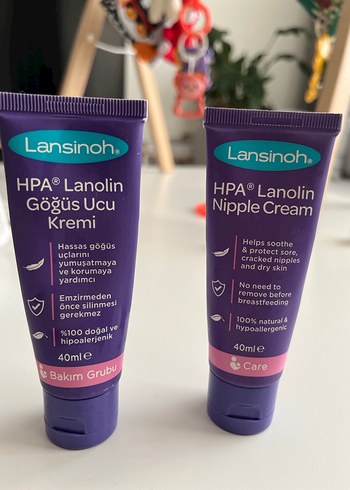 Lansinoh®
HPA® Lanolin
Göğüs Ucu
Kremi
Hassas göğüs
uçlarını
yumuşatmaya
ve korumaya
yardımcı
Emzirmeden
önce silinmesi
gerekmez
%100 doğal ve
hipoalerjenik
40ml ℮
Bakım Grubu
Lansinoh®
HPA® Lanolin
Nipple Cream
Helps soothe
& protect sore,
cracked nipples
and dry skin
No need to
remove before
breastfeeding
100% natural &
hypoallergenic
40ml ℮
Care